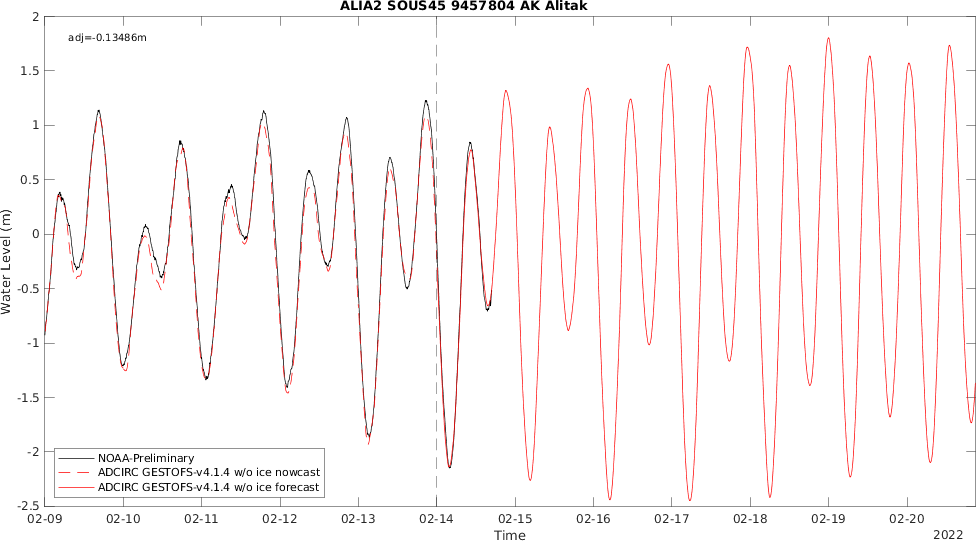 ALIA2 SOUS45 9457804 AK Alitak
adj=-0.13486m
2
1.5
1
0.5
0
-0.5
-1
-1.5
-2
-2.5
Water Level (m)
NOAA-Preliminary
ADCIRC GESTOFS-v4.1.4 w/o ice nowcast
ADCIRC GESTOFS-v4.1.4 w/o ice forecast
02-09 02-10 02-11 02-12 02-13 02-14 02-15 02-16 02-17 02-18 02-19 02-20
Time
2022